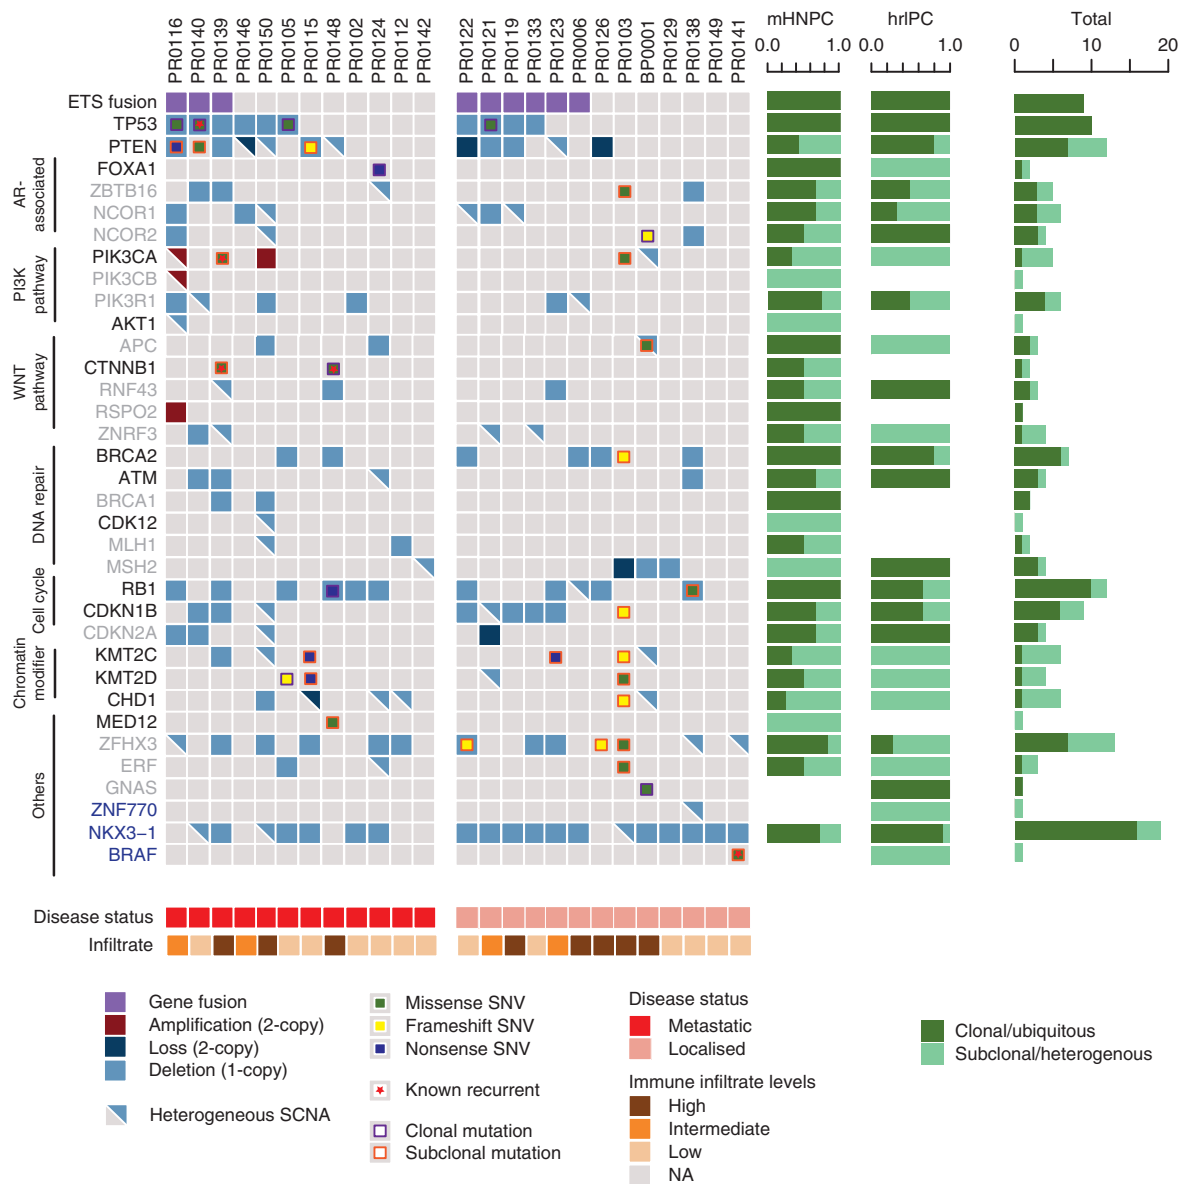 mHNPC hrlPC Total
0.0 1.0 0.0 1.0 0 10 20
PR0116 PR0140 PR0139 PR0146 PR0150 PR0105 PR0115 PR0148 PR0102 PR0124 PR0112 PR0142 PR0122 PR0121 PR0119 PR0133 PR0123 PR0006 PR0126 PR0103 BP0001 PR0129 PR0138 PR0149 PR0141
ETS fusion
TP53
PTEN
AR-
associated
FOXA1
ZBTB16
NCOR1
NCOR2
PI3K
pathway
PIK3CA
PIK3CB
PIK3R1
AKT1
WNT
pathway
APC
CTNNB1
RNF43
RSPO2
ZNRF3
DNA repair
BRCA2
ATM
BRCA1
CDK12
MLH1
MSH2
Cell cycle
RB1
CDKN1B
CDKN2A
Chromatin
modifier
KMT2C
KMT2D
CHD1
Others
MED12
ZFHX3
ERF
GNAS
ZNF770
NKX3−1
BRAF
Disease status
Infiltrate
Gene fusion
Amplification (2-copy)
Loss (2-copy)
Deletion (1-copy)
Heterogeneous SCNA
Missense SNV
Frameshift SNV
Nonsense SNV
Known recurrent
Clonal mutation
Subclonal mutation
Disease status
Metastatic
Localised
Immune infiltrate levels
High
Intermediate
Low
NA
Clonal/ubiquitous
Subclonal/heterogenous